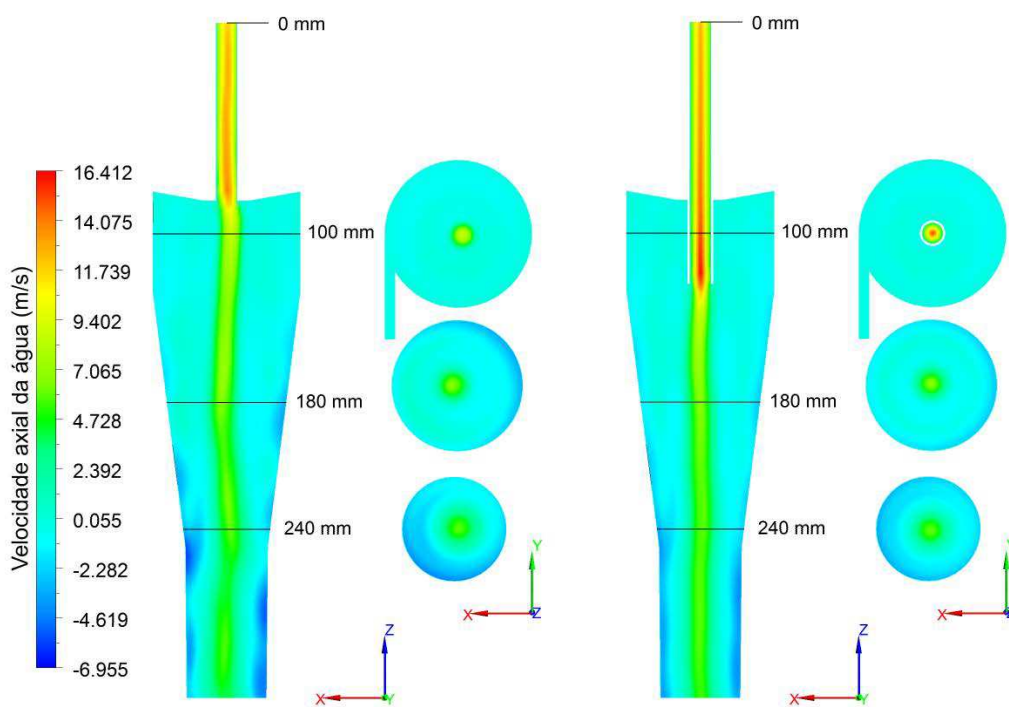 0 mm
0 mm
Velocidade axial da água (m/s)
16.412
14.075
11.739
9.402
7.065
4.728
2.392
0.055
-2.282
-4.619
-6.955
100 mm
180 mm
240 mm
100 mm
180 mm
240 mm
Y
X
Z
Z
X
Y
Y
X
Z
Z
X
Y